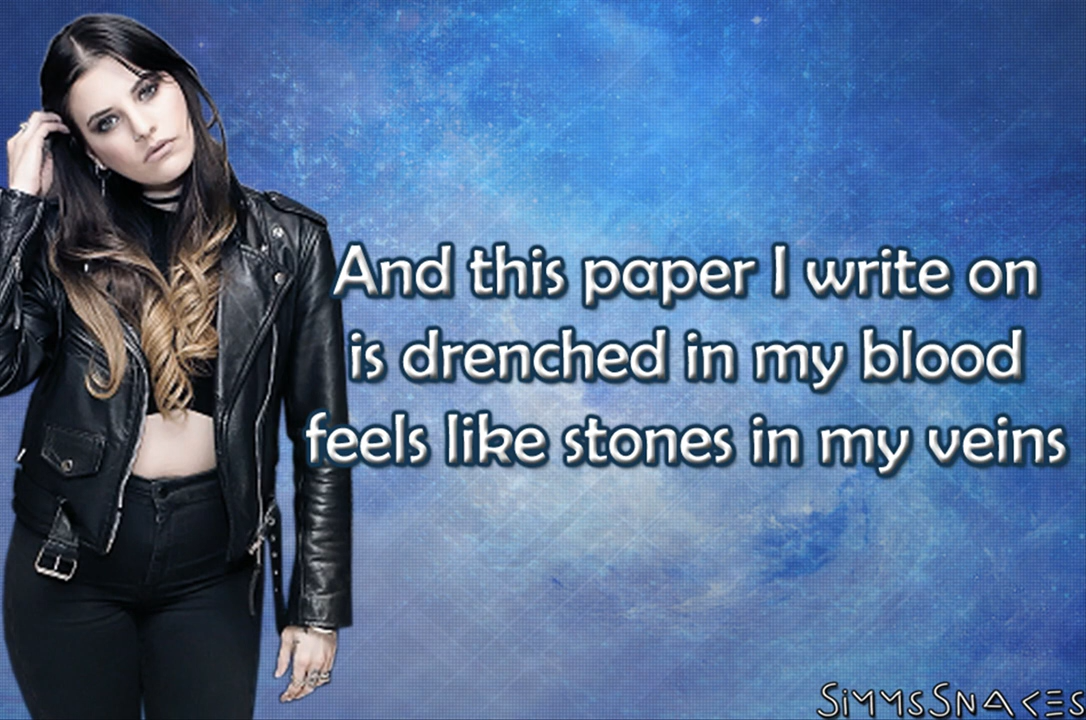 And this paper I write on
is drenched in my blood
feels like stones in my veins
SiMMsSNAKEs